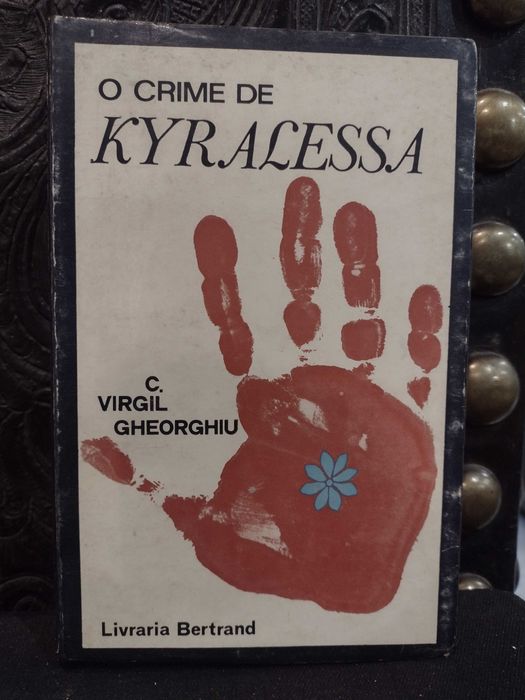 O CRIME DE
KYRALESSA
C.
VIRGIL
GHEORGHIU
Livraria Bertrand